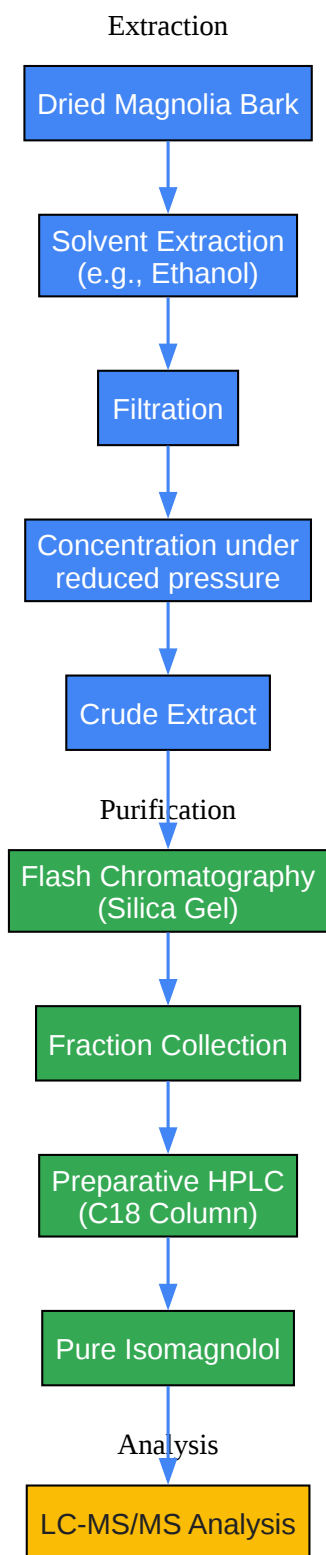 Extraction
Dried Magnolia Bark
Solvent Extraction
(e.g., Ethanol)
Filtration
Concentration under
reduced pressure
Crude Extract
Purification
Flash Chromatography
(Silica Gel)
Fraction Collection
Preparative HPLC
(C18 Column)
Pure Isomagnolol
Analysis
LC-MS/MS Analysis